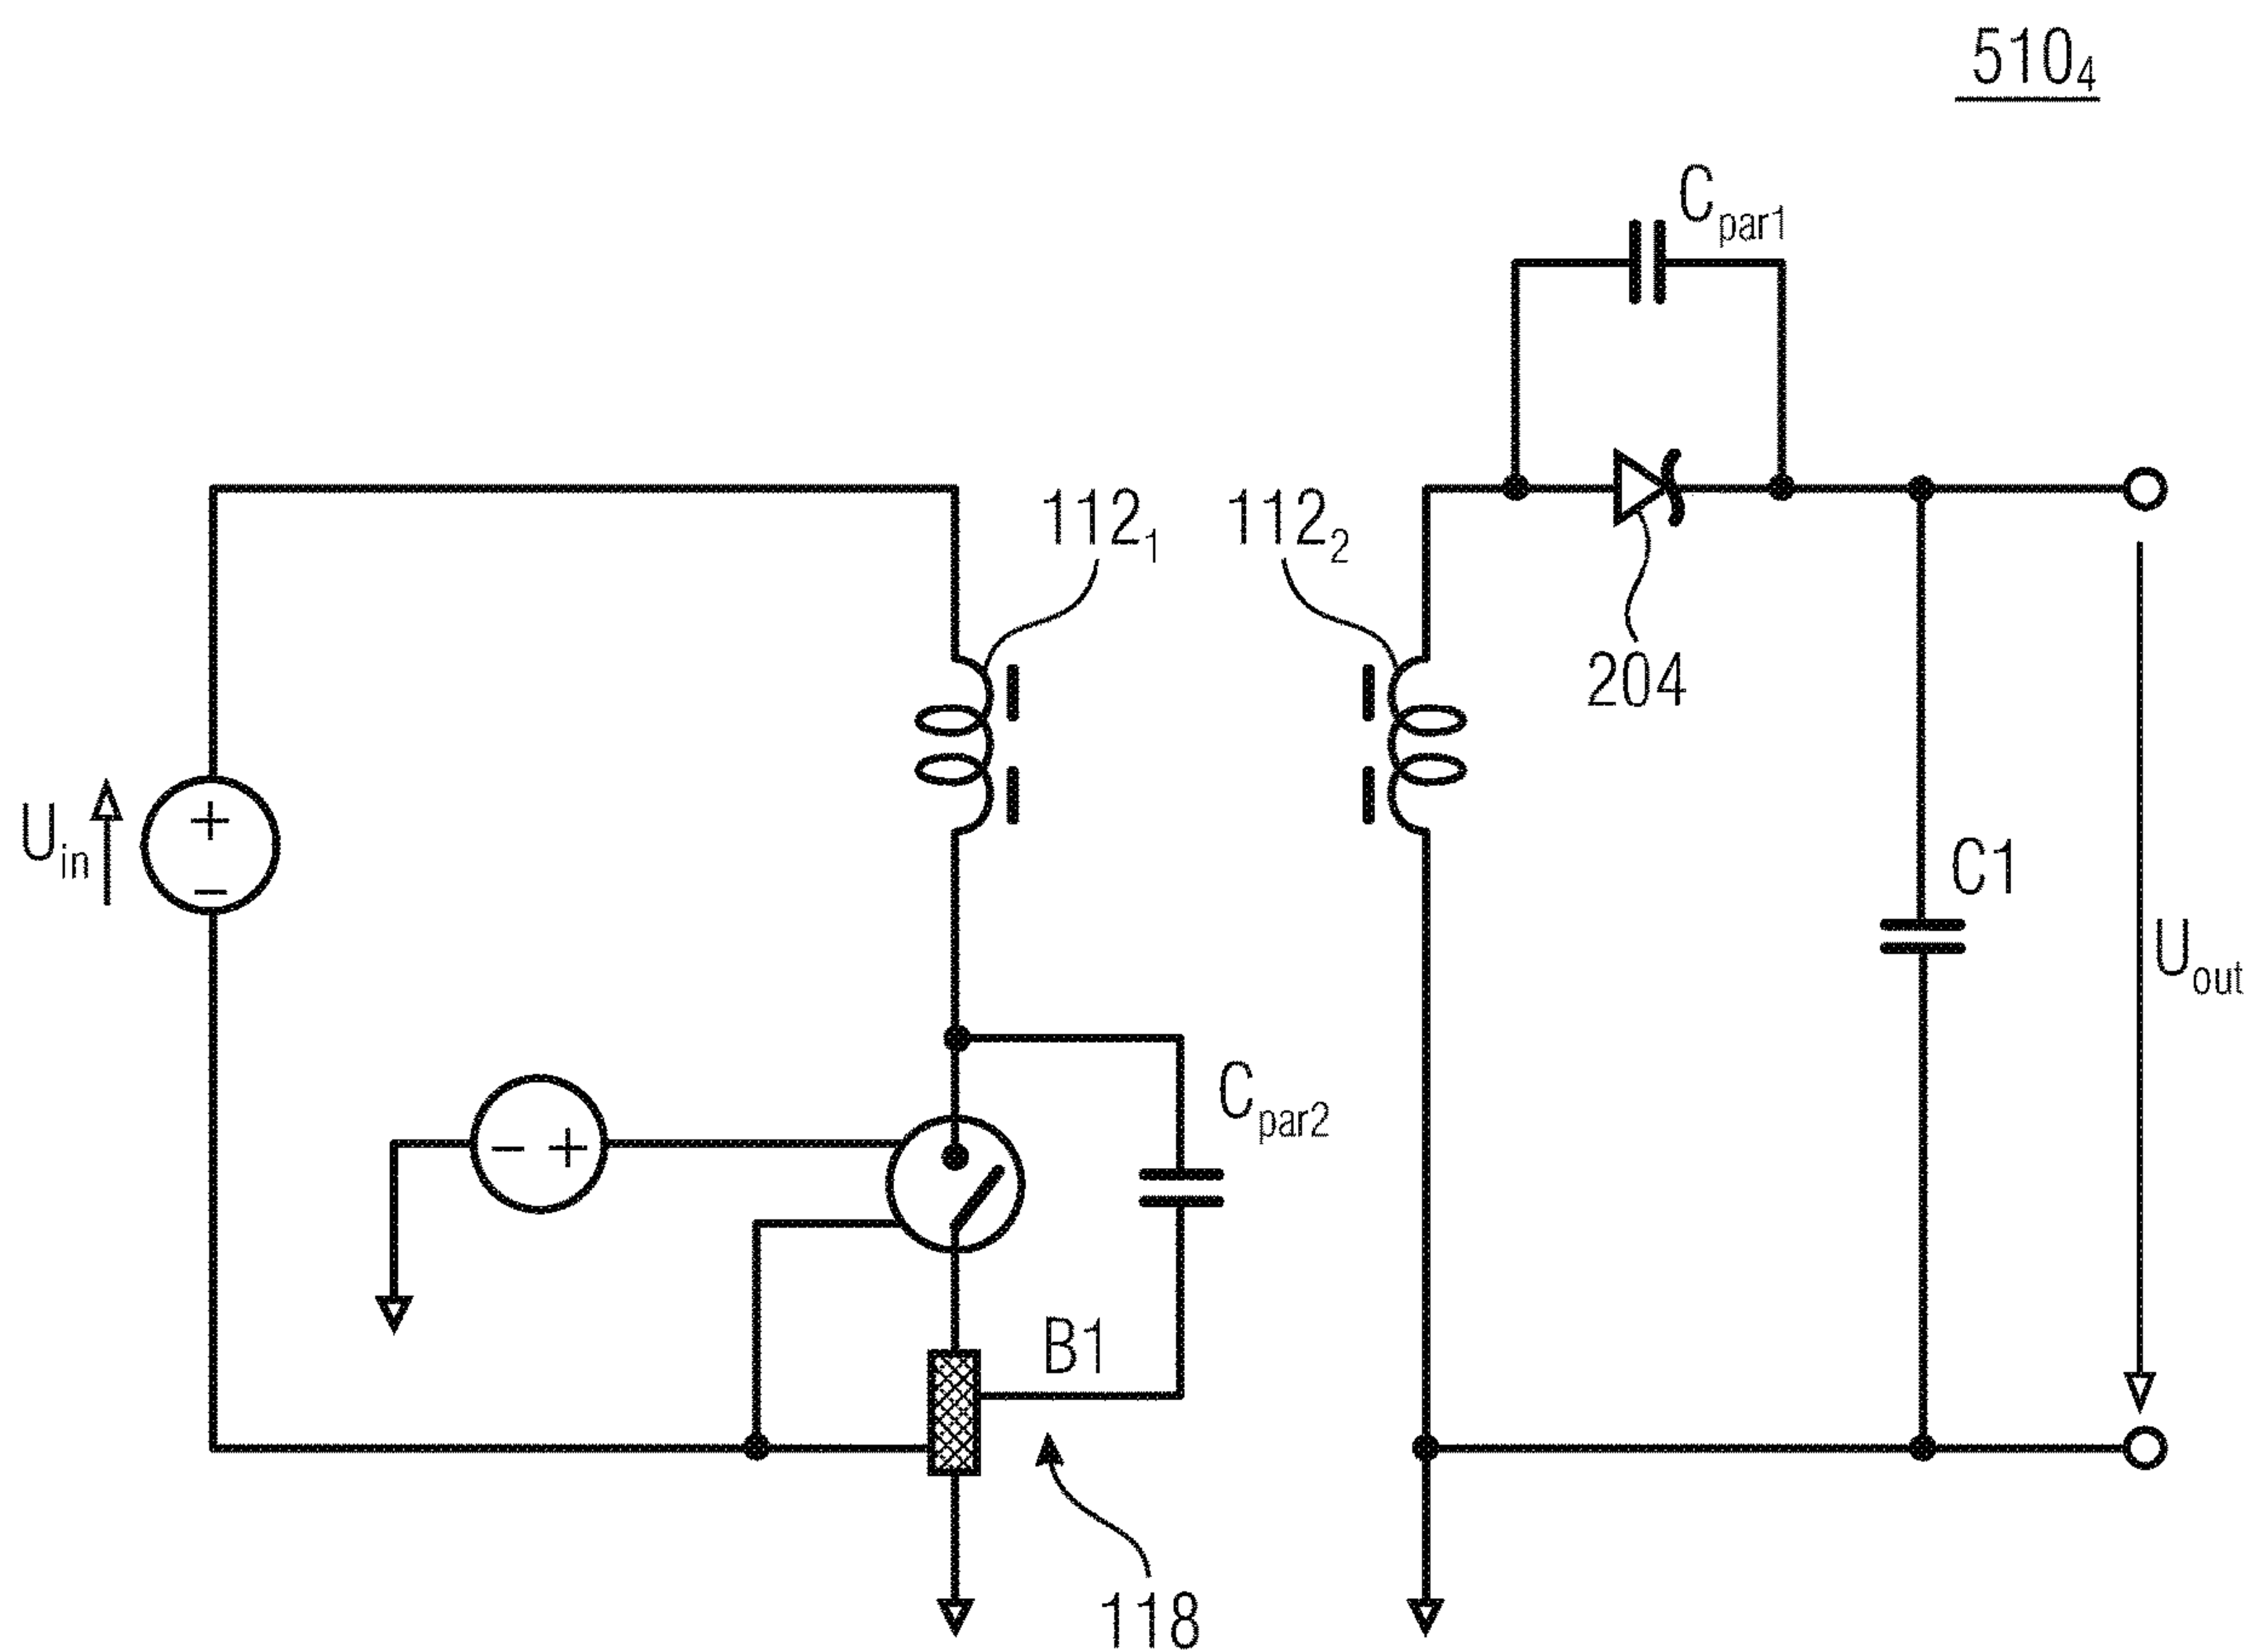 510₄
C_par1
112₁
112₂
204
U_in
+
−
C1
U_out
− +
C_par2
B1
118